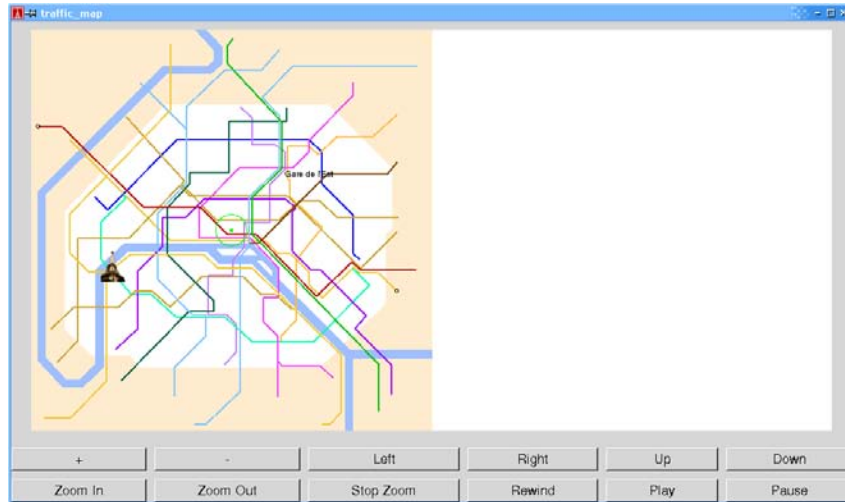 traffic_map
Gare de l'Est
+ - Left Right Up Down
Zoom In Zoom Out Stop Zoom Rewind Play Pause